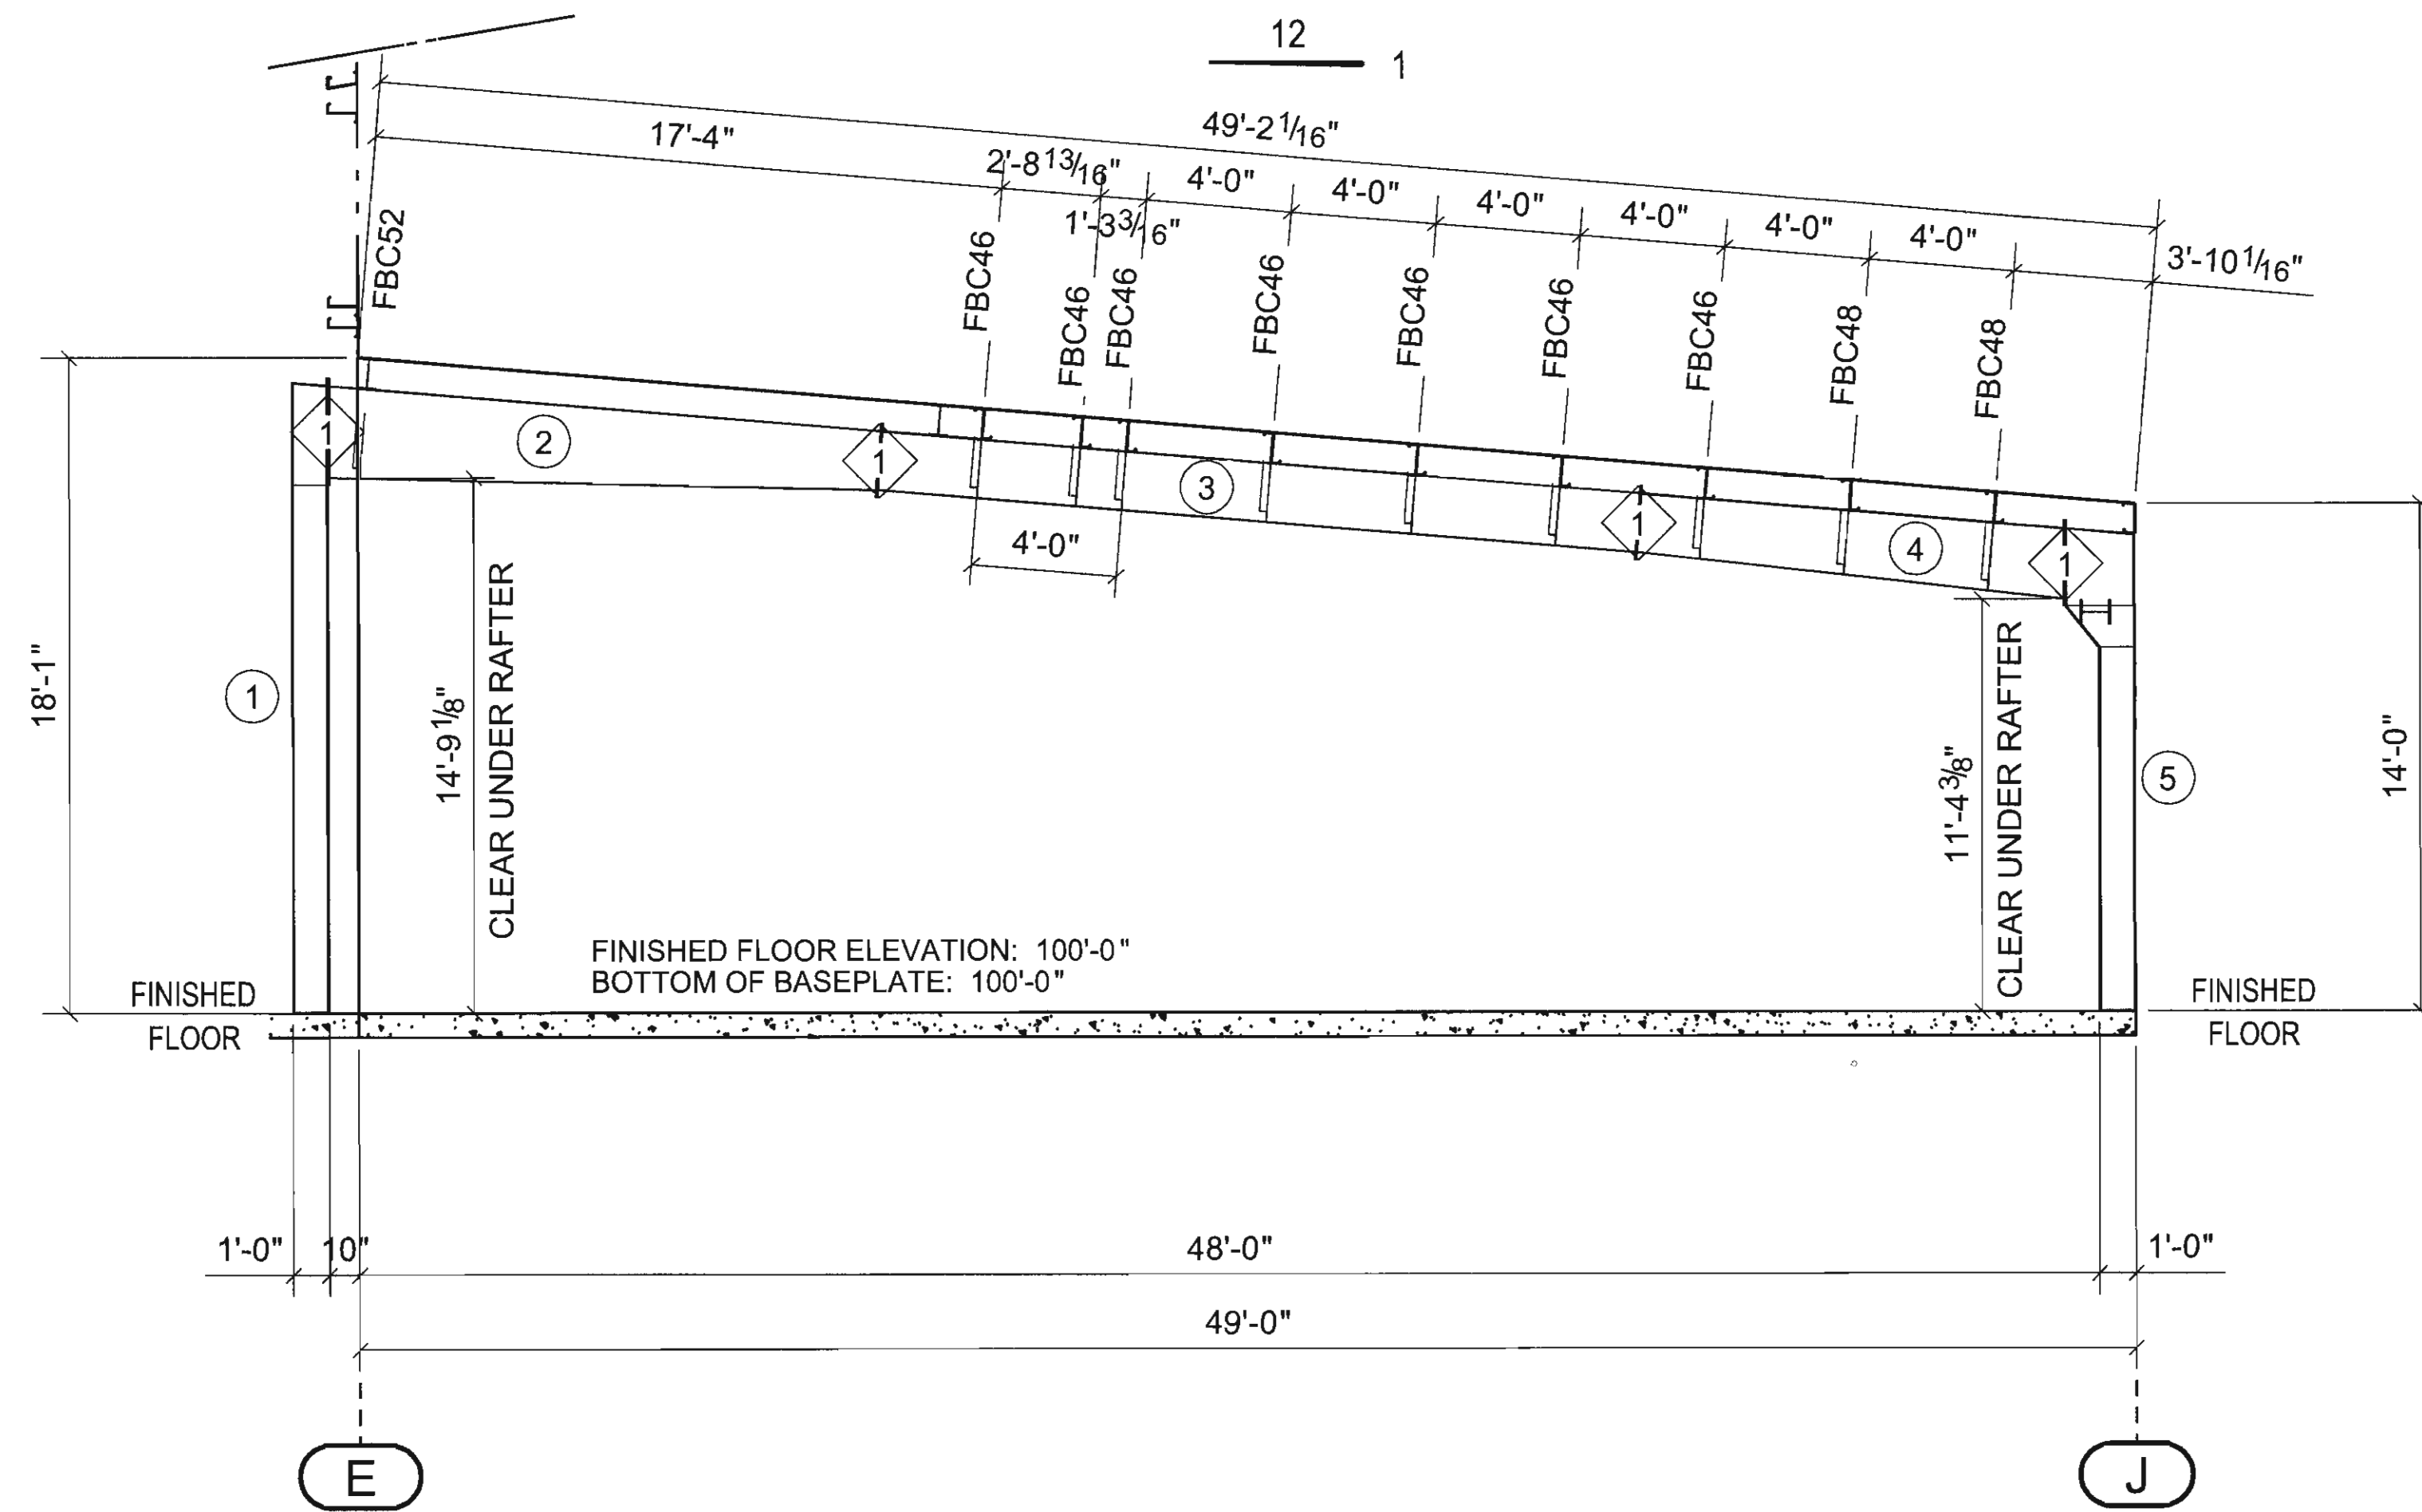 12
1
49'-2 1/16"
17'-4"
2'-8 13/16"
1'-3 3/16"
4'-0"
4'-0"
4'-0"
4'-0"
4'-0"
4'-0"
3'-10 1/16"
FBC52
FBC46
FBC46
FBC46
FBC46
FBC46
FBC46
FBC46
FBC48
FBC48
1
2
1
3
1
4
1
4'-0"
18'-1"
1
14'-9 1/8"
CLEAR UNDER RAFTER
11'-4 3/8"
CLEAR UNDER RAFTER
5
14'-0"
FINISHED FLOOR ELEVATION: 100'-0"
BOTTOM OF BASEPLATE: 100'-0"
FINISHED
FLOOR
FINISHED
FLOOR
1'-0"
10"
48'-0"
1'-0"
49'-0"
E
J